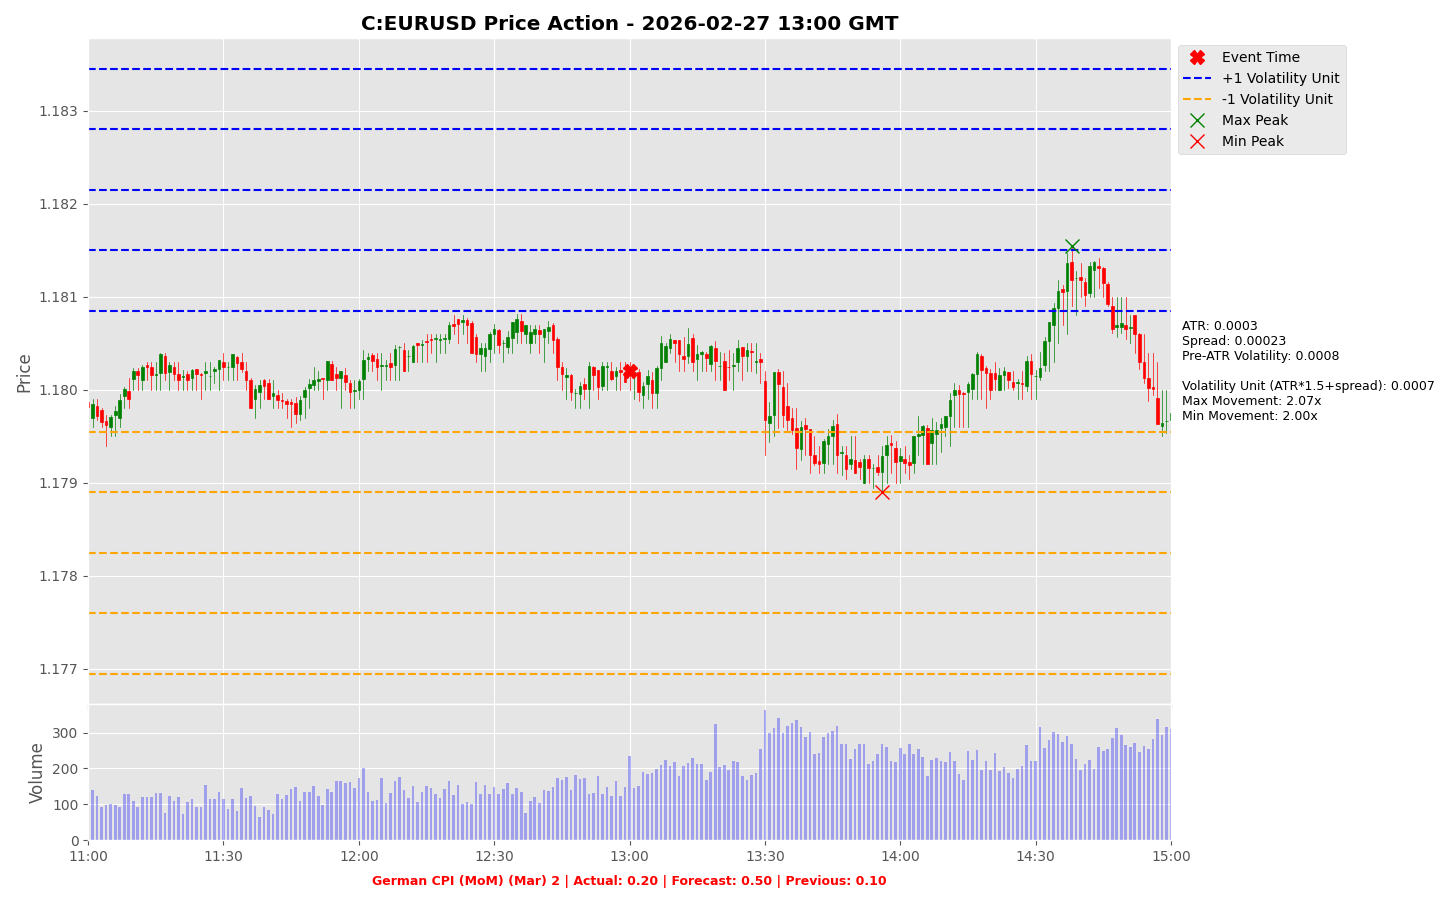 C:EURUSD Price Action - 2026-02-27 13:00 GMT
Event Time
+1 Volatility Unit
-1 Volatility Unit
Max Peak
Min Peak
Price
1.183
1.182
1.181
1.180
1.179
1.178
1.177
ATR: 0.0003
Spread: 0.00023
Pre-ATR Volatility: 0.0008
Volatility Unit (ATR*1.5+spread): 0.0007
Max Movement: 2.07x
Min Movement: 2.00x
Volume
300
200
100
0
11:00 11:30 12:00 12:30 13:00 13:30 14:00 14:30 15:00
German CPI (MoM) (Mar) 2 | Actual: 0.20 | Forecast: 0.50 | Previous: 0.10